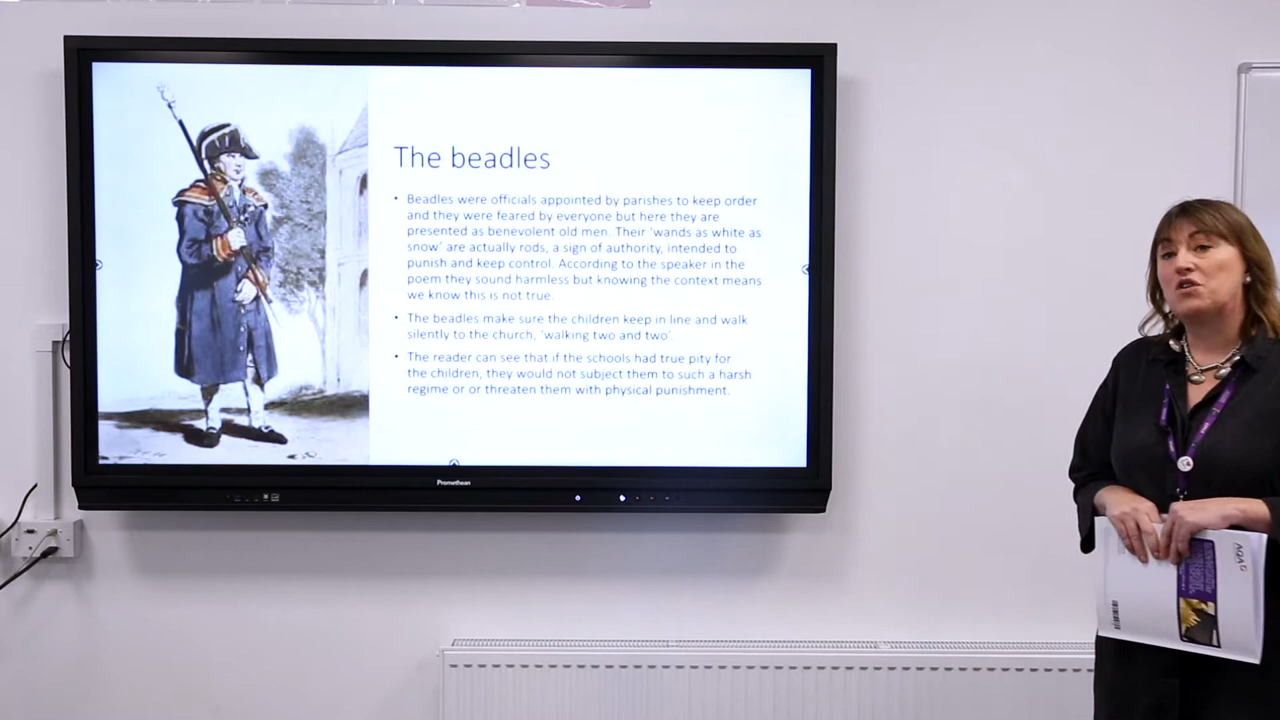 The beadles
• Beadles were officials appointed by parishes to keep order
and they were feared by everyone but here they are
presented as benevolent old men. Their ‘wands as white as
snow’ are actually rods, a sign of authority, intended to
punish and keep control. According to the speaker in the
poem they sound harmless but knowing the context means
we know this is not true.
• The beadles make sure the children keep in line and walk
silently to the church, ‘walking two and two’.
• The reader can see that if the schools had true pity for
the children, they would not subject them to such a harsh
regime or or threaten them with physical punishment.
Promethean
AQA